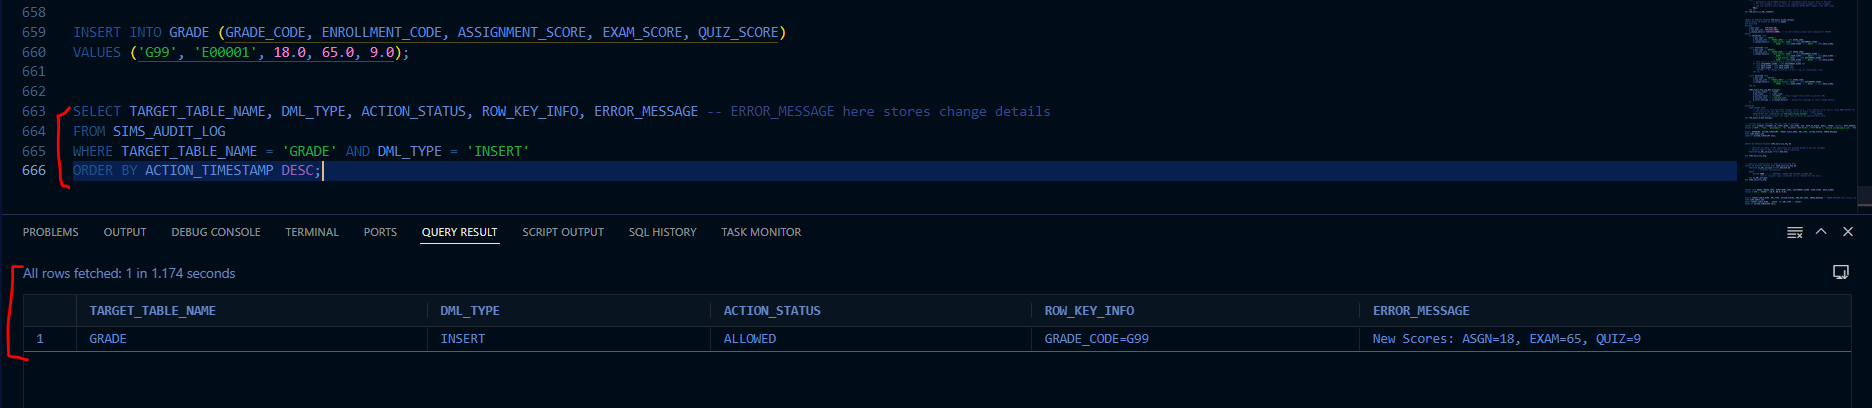 658
659 INSERT INTO GRADE (GRADE_CODE, ENROLLMENT_CODE, ASSIGNMENT_SCORE, EXAM_SCORE, QUIZ_SCORE)
660 VALUES ('G99', 'E00001', 18.0, 65.0, 9.0);
661
662
663 SELECT TARGET_TABLE_NAME, DML_TYPE, ACTION_STATUS, ROW_KEY_INFO, ERROR_MESSAGE -- ERROR_MESSAGE here stores change details
664 FROM SIMS_AUDIT_LOG
665 WHERE TARGET_TABLE_NAME = 'GRADE' AND DML_TYPE = 'INSERT'
666 ORDER BY ACTION_TIMESTAMP DESC;
PROBLEMS OUTPUT DEBUG CONSOLE TERMINAL PORTS QUERY RESULT SCRIPT OUTPUT SQL HISTORY TASK MONITOR
All rows fetched: 1 in 1.174 seconds
TARGET_TABLE_NAME DML_TYPE ACTION_STATUS ROW_KEY_INFO ERROR_MESSAGE
1 GRADE INSERT ALLOWED GRADE_CODE=G99 New Scores: ASGN=18, EXAM=65, QUIZ=9